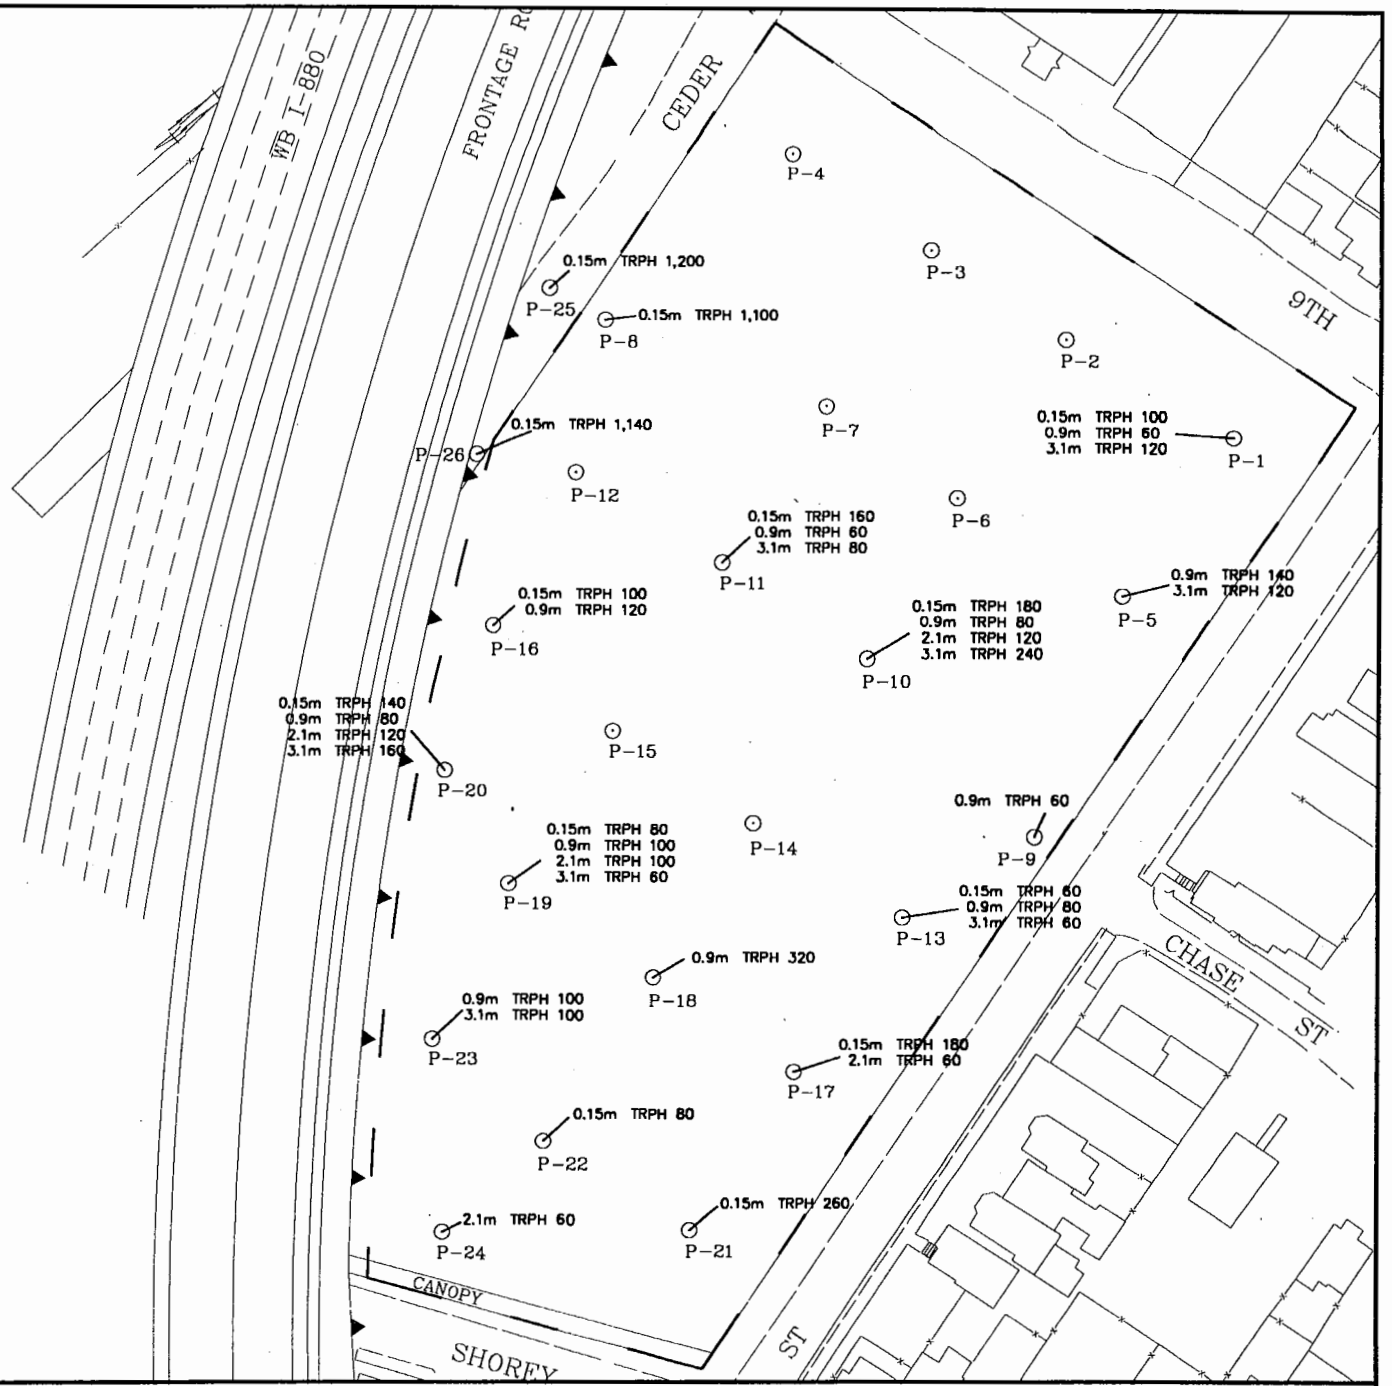 WB I-880
FRONTAGE
CEDER
9TH
P-4
P-3
0.15m TRPH 1,200
P-25
0.15m TRPH 1,100
P-8
P-2
P-7
0.15m TRPH 100
0.9m TRPH 60
3.1m TRPH 120
P-1
0.15m TRPH 1,140
P-26
P-12
P-6
0.15m TRPH 160
0.9m TRPH 60
3.1m TRPH 80
P-11
0.9m TRPH 140
3.1m TRPH 120
P-5
0.15m TRPH 100
0.9m TRPH 120
P-16
0.15m TRPH 180
0.9m TRPH 80
2.1m TRPH 120
3.1m TRPH 240
P-10
0.15m TRPH 140
0.9m TRPH 80
2.1m TRPH 120
3.1m TRPH 160
P-20
P-15
0.9m TRPH 60
P-9
0.15m TRPH 80
0.9m TRPH 100
2.1m TRPH 100
3.1m TRPH 60
P-19
P-14
0.15m TRPH 60
0.9m TRPH 80
3.1m TRPH 60
P-13
0.9m TRPH 320
P-18
CHASE ST
0.9m TRPH 100
3.1m TRPH 100
P-23
0.15m TRPH 180
2.1m TRPH 60
P-17
0.15m TRPH 80
P-22
0.15m TRPH 260
P-21
2.1m TRPH 60
P-24
CANOPY
SHOREY
ST